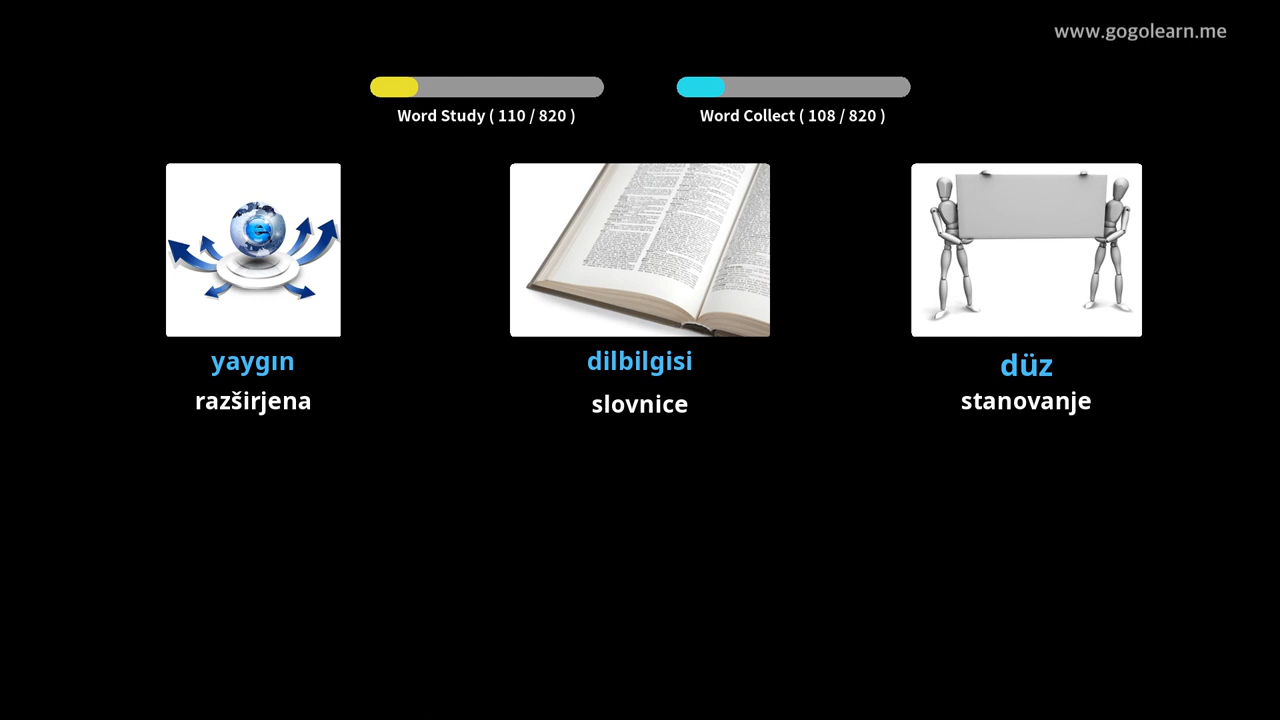 www.gogolearn.me
Word Study ( 110 / 820 )
Word Collect ( 108 / 820 )
yaygın
razširjena
dilbilgisi
slovnice
düz
stanovanje